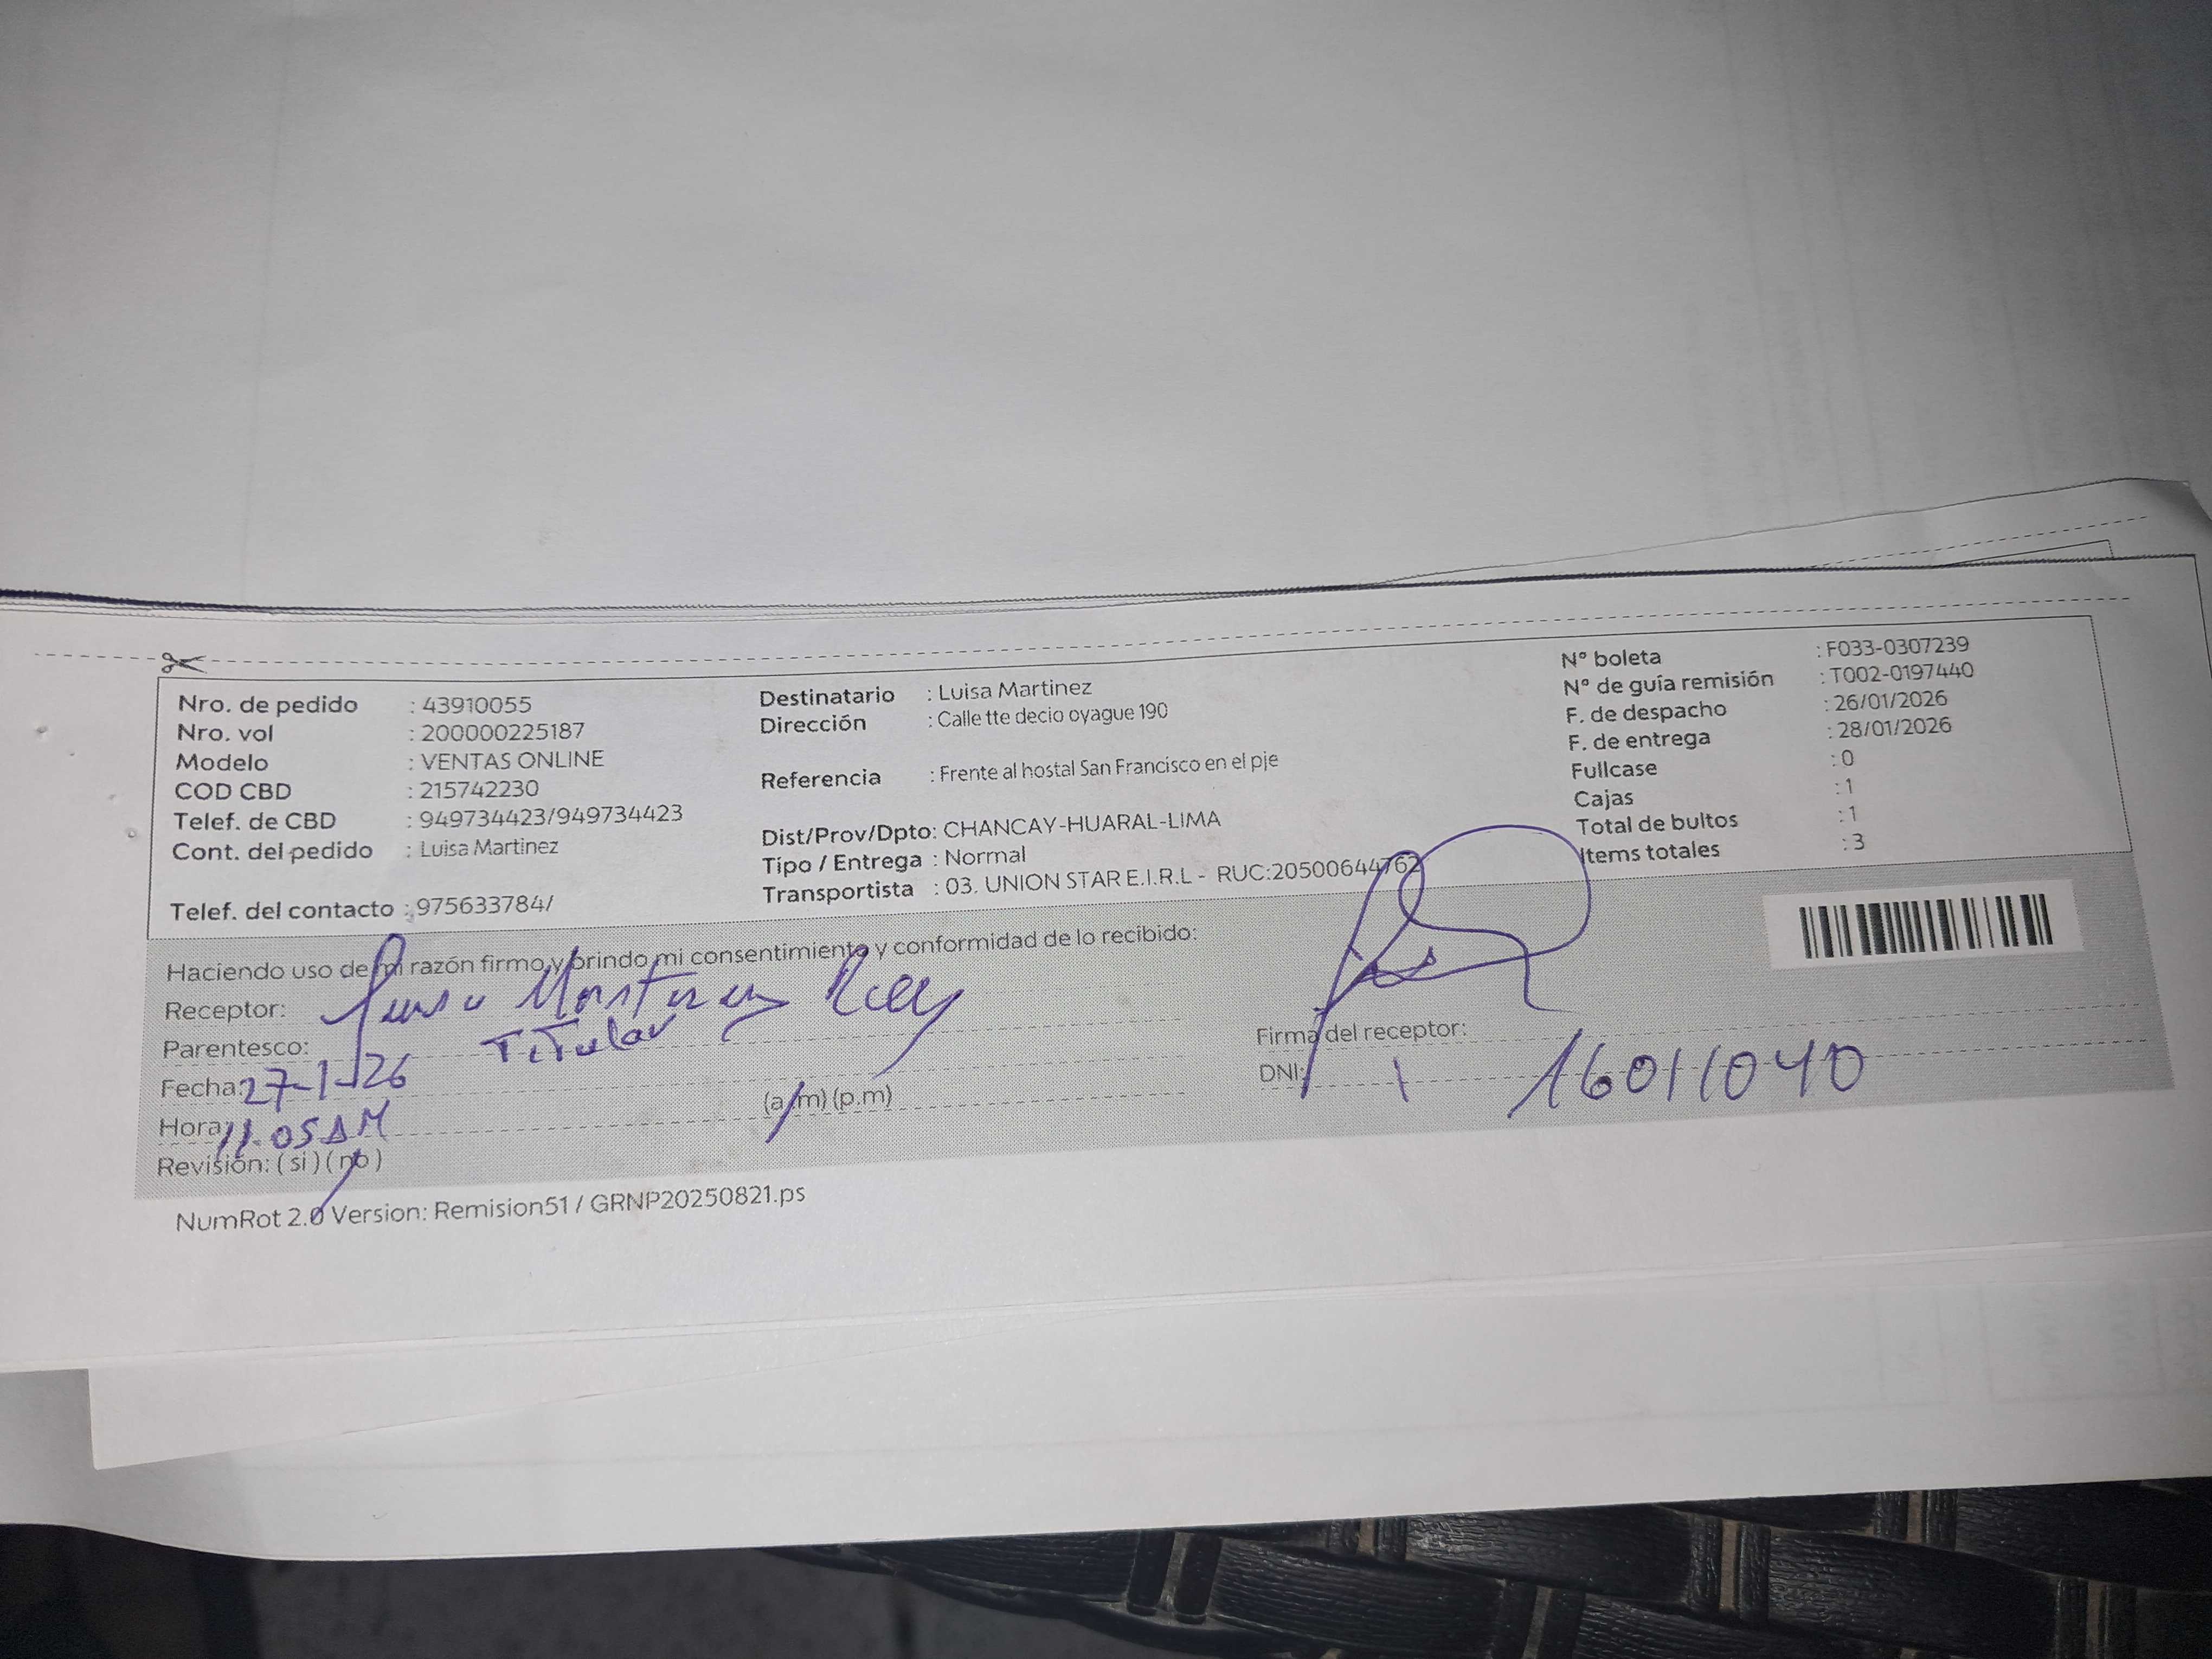 Nro. de pedido : 43910055
Nro. vol : 200000225187
Modelo : VENTAS ONLINE
COD CBD : 215742230
Telef. de CBD : 949734423/949734423
Cont. del pedido : Luisa Martinez
Telef. del contacto : 975633784/
Destinatario : Luisa Martinez
Dirección : Calle tte decio oyague 190
Referencia : Frente al hostal San Francisco en el pje
Dist/Prov/Dpto: CHANCAY-HUARAL-LIMA
Tipo / Entrega : Normal
Transportista : 03. UNION STAR E.I.R.L - RUC:20500644762
N° boleta : F033-0307239
N° de guía remisión : T002-0197440
F. de despacho : 26/01/2026
F. de entrega : 28/01/2026
Fullcase : 0
Cajas : 1
Total de bultos : 1
Items totales : 3
Haciendo uso de mi razón firmo y brindo mi consentimiento y conformidad de lo recibido:
Receptor:
Parentesco: Titular
Fecha: 27-1-26
Hora: 11.05 AM (a.m) (p.m)
Revisión: ( si ) ( no )
Firma del receptor:
DNI: 16011040
NumRot 2.0 Version: Remision51 / GRNP20250821.ps